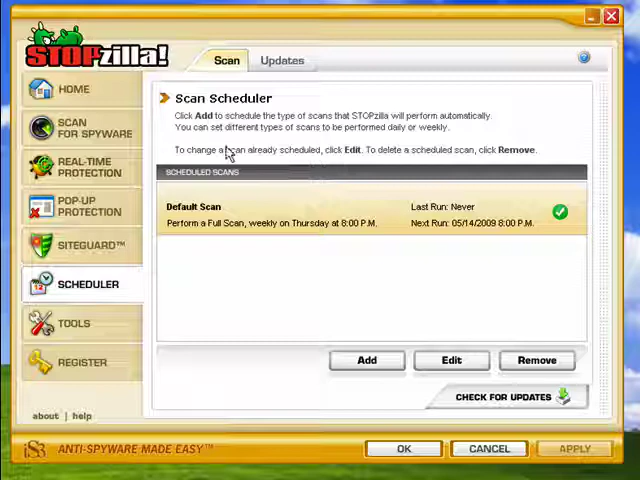 STOPzilla!
Scan
Updates
HOME
SCAN
FOR SPYWARE
REAL-TIME
PROTECTION
POP-UP
PROTECTION
SITEGUARD™
SCHEDULER
TOOLS
REGISTER
about | help
Scan Scheduler
Click Add to schedule the type of scans that STOPzilla will perform automatically.
You can set different types of scans to be performed daily or weekly.
To change a scan already scheduled, click Edit. To delete a scheduled scan, click Remove.
SCHEDULED SCANS
Default Scan
Last Run: Never
Perform a Full Scan, weekly on Thursday at 8:00 P.M.
Next Run: 05/14/2009 8:00 P.M.
Add
Edit
Remove
CHECK FOR UPDATES
iS3
ANTI-SPYWARE MADE EASY™
OK
CANCEL
APPLY